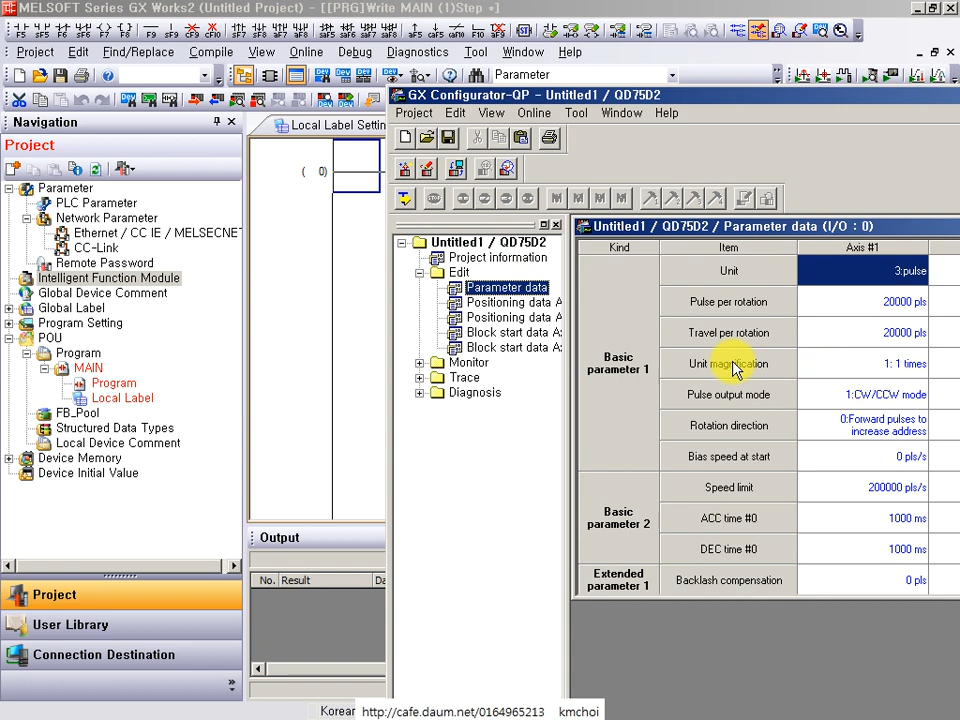 MELSOFT Series GX Works2 (Untitled Project) - [[PRG]Write MAIN (1)Step *]
Project Edit Find/Replace Compile View Online Debug Diagnostics Tool Window Help
Parameter
Navigation
Project
Parameter
PLC Parameter
Network Parameter
Ethernet / CC IE / MELSECNET
CC-Link
Remote Password
Intelligent Function Module
Global Device Comment
Global Label
Program Setting
POU
Program
MAIN
Program
Local Label
FB_Pool
Structured Data Types
Local Device Comment
Device Memory
Device Initial Value
Project
User Library
Connection Destination
Local Label Settin
( 0)
Output
No. Result Da
GX Configurator-QP - Untitled1 / QD75D2
Project Edit View Online Tool Window Help
Untitled1 / QD75D2
Project information
Edit
Parameter data
Positioning data A
Positioning data A
Block start data A:
Block start data A:
Monitor
Trace
Diagnosis
Untitled1 / QD75D2 / Parameter data (I/O : 0)
Kind Item Axis #1
Basic parameter 1
Unit 3:pulse
Pulse per rotation 20000 pls
Travel per rotation 20000 pls
Unit magnification 1: 1 times
Pulse output mode 1:CW/CCW mode
Rotation direction 0:Forward pulses to
increase address
Bias speed at start 0 pls/s
Basic parameter 2
Speed limit 200000 pls/s
ACC time #0 1000 ms
DEC time #0 1000 ms
Extended parameter 1
Backlash compensation 0 pls
Korean
http://cafe.daum.net/0164965213 kmchoi